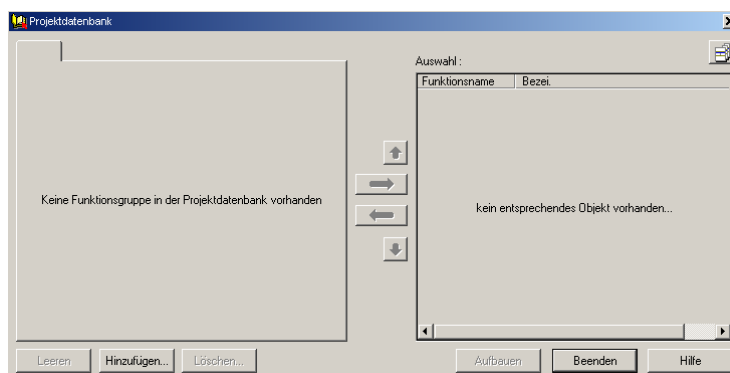 Projektdatenbank
Auswahl :
Funktionsname Bezei.
Keine Funktionsgruppe in der Projektdatenbank vorhanden
kein entsprechendes Objekt vorhanden...
Leeren Hinzufügen... Löschen... Aufbauen Beenden Hilfe